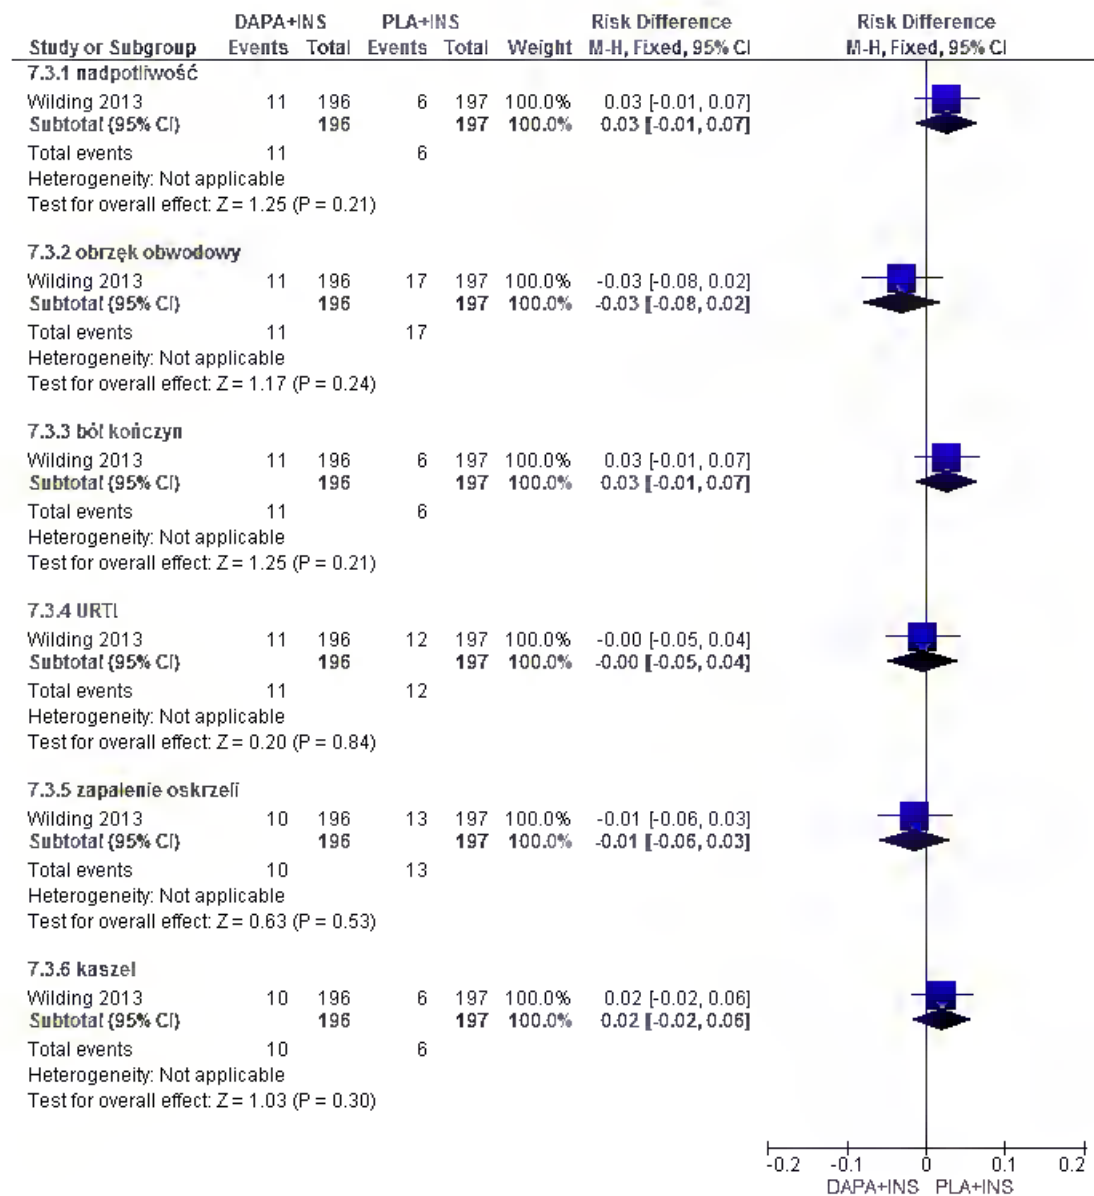 DAPA+INS PLA+INS Risk Difference Risk Difference
Study or Subgroup Events Total Events Total Weight M-H, Fixed, 95% CI M-H, Fixed, 95% CI
7.3.1 nadpotliwość
Wilding 2013 11 196 6 197 100.0% 0.03 [-0.01, 0.07]
Subtotal (95% CI) 196 197 100.0% 0.03 [-0.01, 0.07]
Total events 11 6
Heterogeneity: Not applicable
Test for overall effect: Z = 1.25 (P = 0.21)
7.3.2 obrzęk obwodowy
Wilding 2013 11 196 17 197 100.0% -0.03 [-0.08, 0.02]
Subtotal (95% CI) 196 197 100.0% -0.03 [-0.08, 0.02]
Total events 11 17
Heterogeneity: Not applicable
Test for overall effect: Z = 1.17 (P = 0.24)
7.3.3 ból kończyn
Wilding 2013 11 196 6 197 100.0% 0.03 [-0.01, 0.07]
Subtotal (95% CI) 196 197 100.0% 0.03 [-0.01, 0.07]
Total events 11 6
Heterogeneity: Not applicable
Test for overall effect: Z = 1.25 (P = 0.21)
7.3.4 URTI
Wilding 2013 11 196 12 197 100.0% -0.00 [-0.05, 0.04]
Subtotal (95% CI) 196 197 100.0% -0.00 [-0.05, 0.04]
Total events 11 12
Heterogeneity: Not applicable
Test for overall effect: Z = 0.20 (P = 0.84)
7.3.5 zapalenie oskrzeli
Wilding 2013 10 196 13 197 100.0% -0.01 [-0.06, 0.03]
Subtotal (95% CI) 196 197 100.0% -0.01 [-0.06, 0.03]
Total events 10 13
Heterogeneity: Not applicable
Test for overall effect: Z = 0.63 (P = 0.53)
7.3.6 kaszel
Wilding 2013 10 196 6 197 100.0% 0.02 [-0.02, 0.06]
Subtotal (95% CI) 196 197 100.0% 0.02 [-0.02, 0.06]
Total events 10 6
Heterogeneity: Not applicable
Test for overall effect: Z = 1.03 (P = 0.30)
-0.2 -0.1 0 0.1 0.2
DAPA+INS PLA+INS